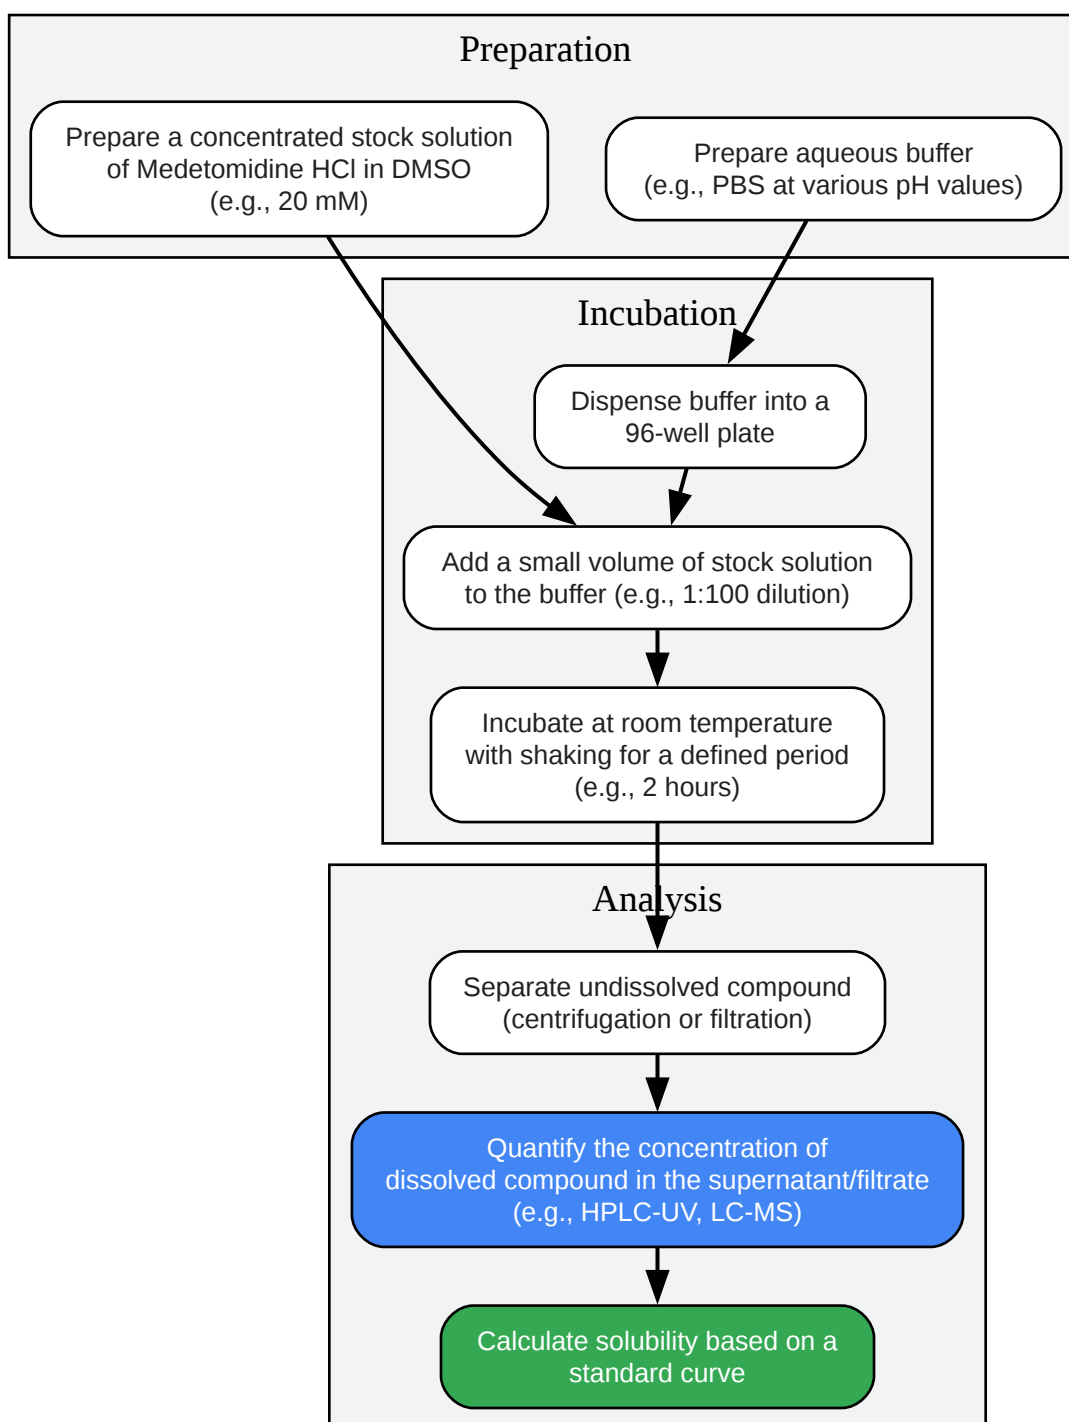 Preparation
Prepare a concentrated stock solution
of Medetomidine HCl in DMSO
(e.g., 20 mM)
Prepare aqueous buffer
(e.g., PBS at various pH values)
Incubation
Dispense buffer into a
96-well plate
Add a small volume of stock solution
to the buffer (e.g., 1:100 dilution)
Incubate at room temperature
with shaking for a defined period
(e.g., 2 hours)
Analysis
Separate undissolved compound
(centrifugation or filtration)
Quantify the concentration of
dissolved compound in the supernatant/filtrate
(e.g., HPLC-UV, LC-MS)
Calculate solubility based on a
standard curve